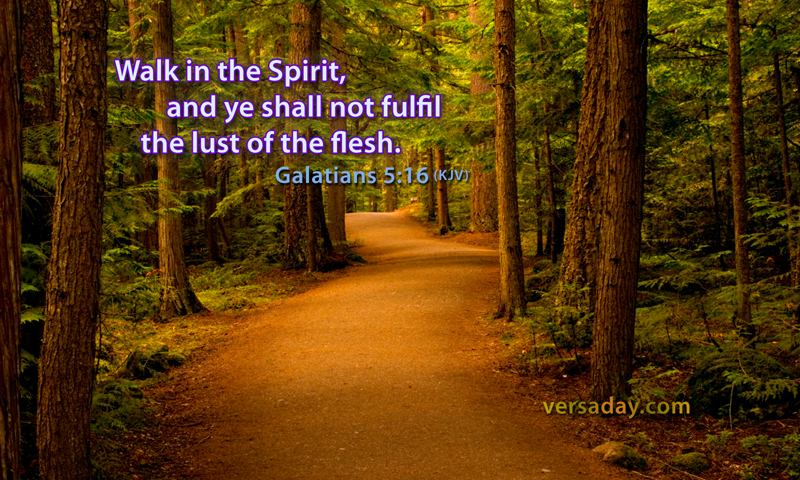 Walk in the Spirit,
and ye shall not fulfil
the lust of the flesh.
Galatians 5:16 (KJV)
versaday.com